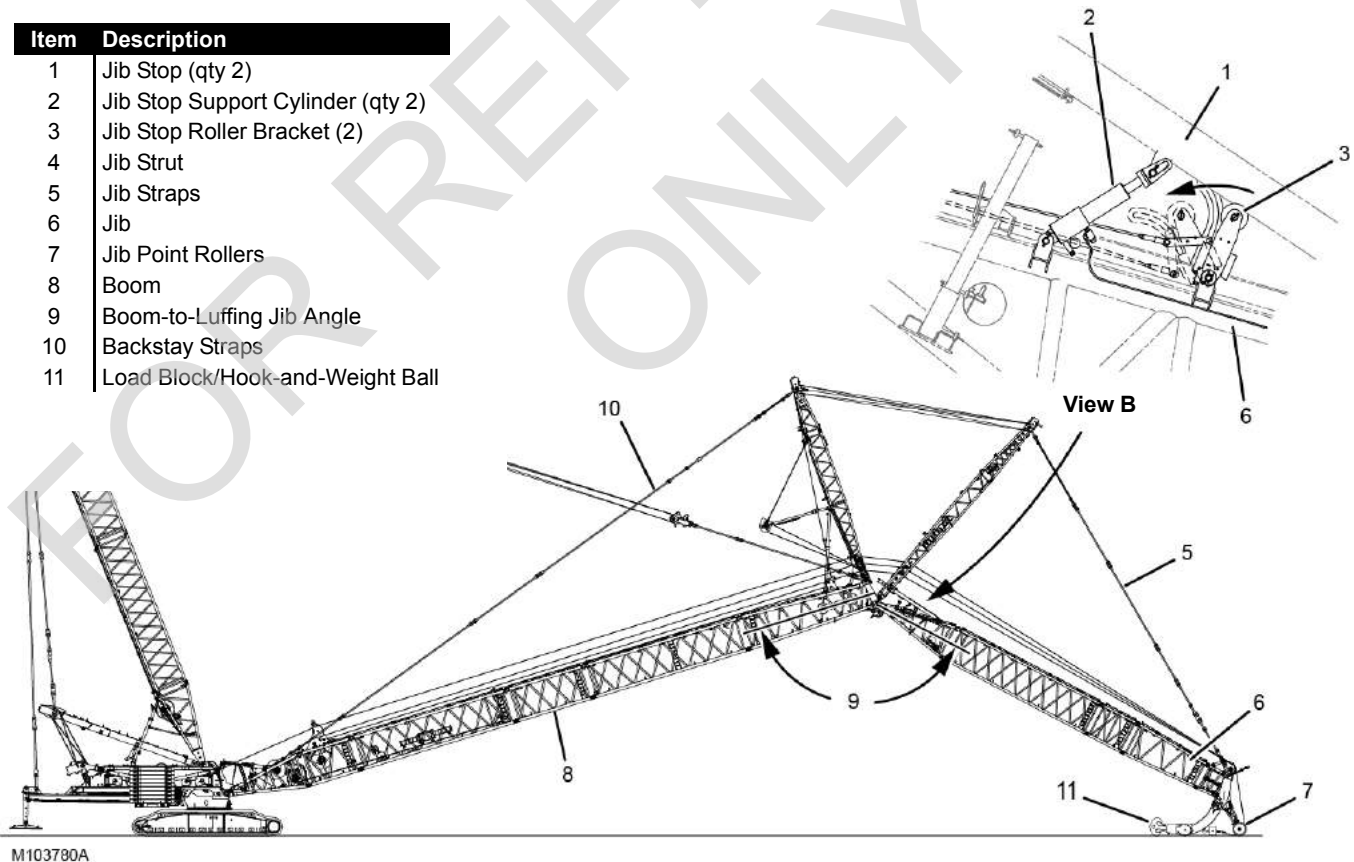 Item Description
1 Jib Stop (qty 2)
2 Jib Stop Support Cylinder (qty 2)
3 Jib Stop Roller Bracket (2)
4 Jib Strut
5 Jib Straps
6 Jib
7 Jib Point Rollers
8 Boom
9 Boom-to-Luffing Jib Angle
10 Backstay Straps
11 Load Block/Hook-and-Weight Ball
2
1
3
6
View B
10
5
9
6
8
11
7
M103780A
FOR REF
ONLY